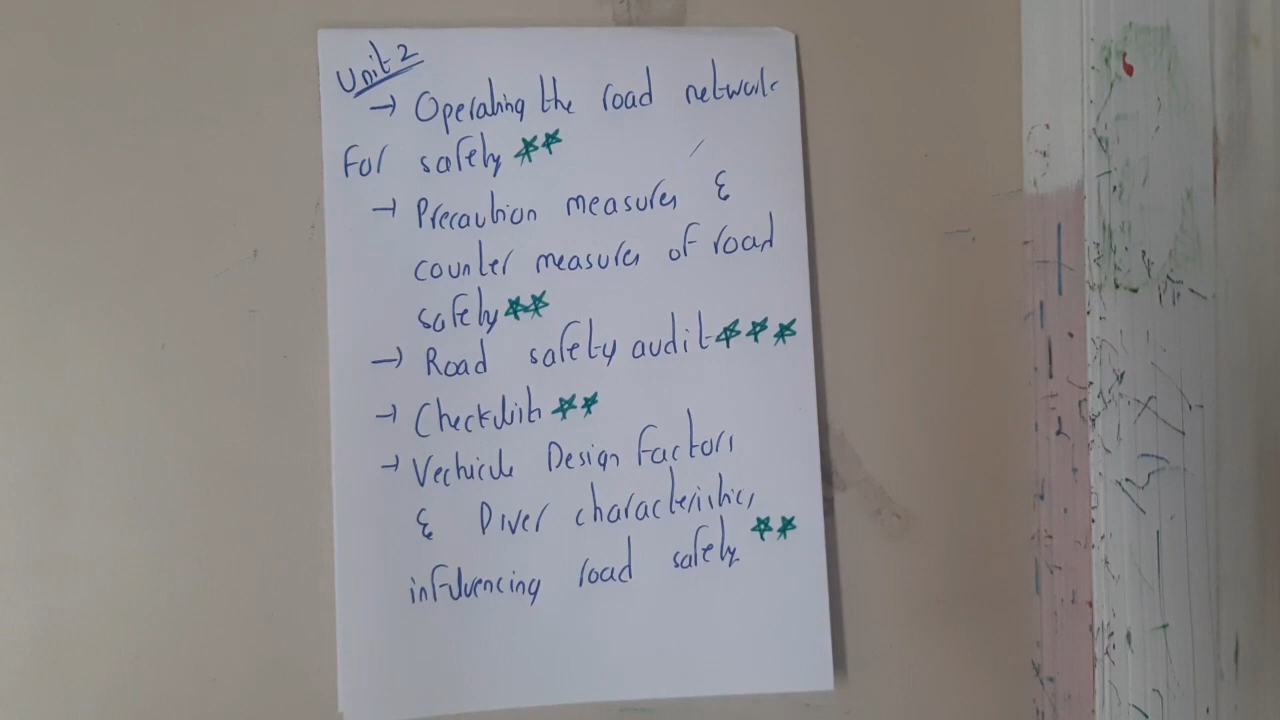 Unit 2
→ Operating the road network
For safety **
→ Precaution measures &
counter measures of road
safety **
→ Road safety audit ***
→ Checklists **
→ Vechicle Design Factors
& Diver characteristics
influencing road safety **